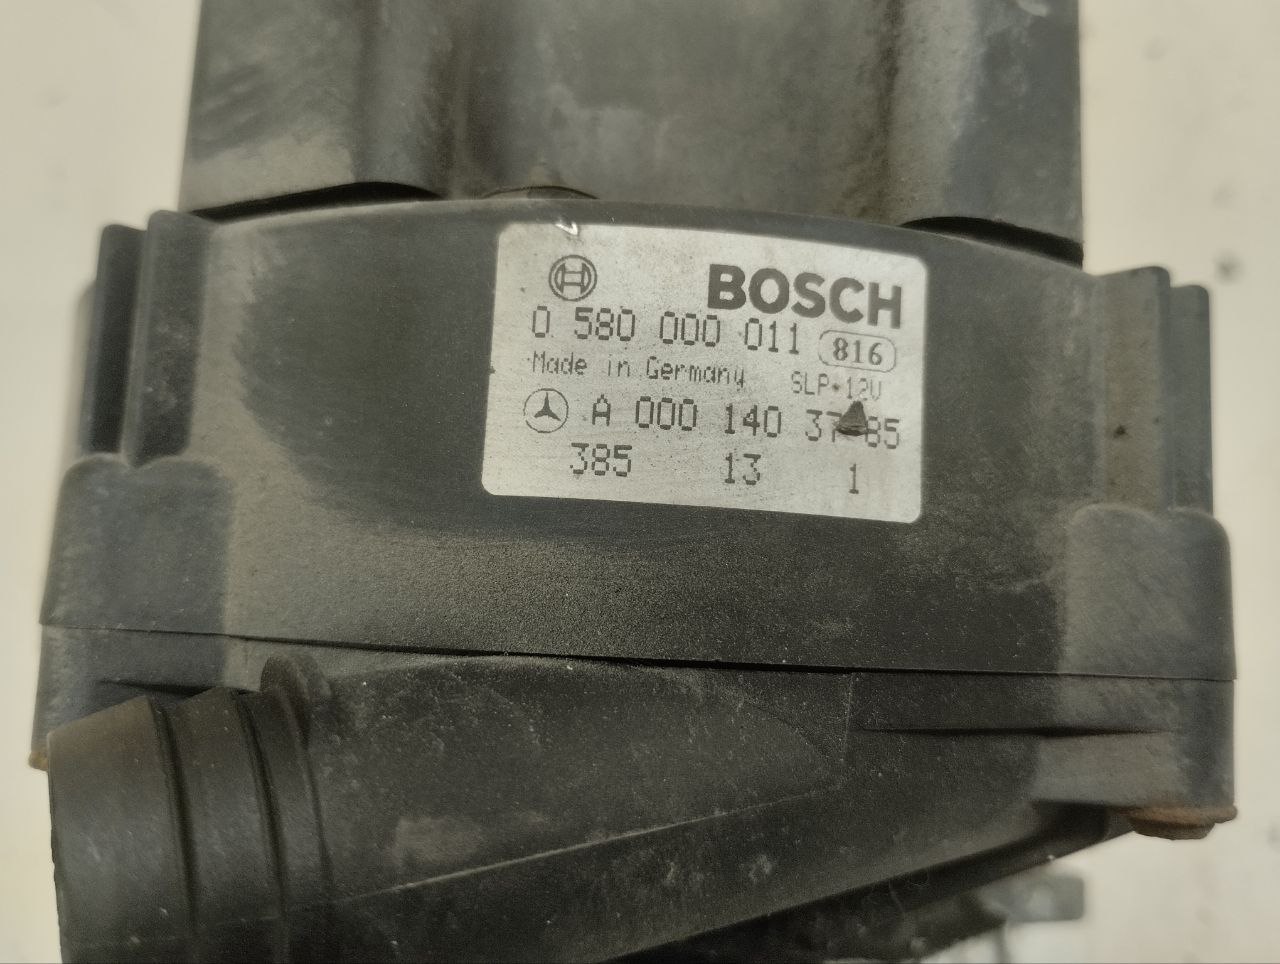 BOSCH
0 580 000 011 816
Made in Germany SLP 12V
A 000 140 37 85
385 13 1